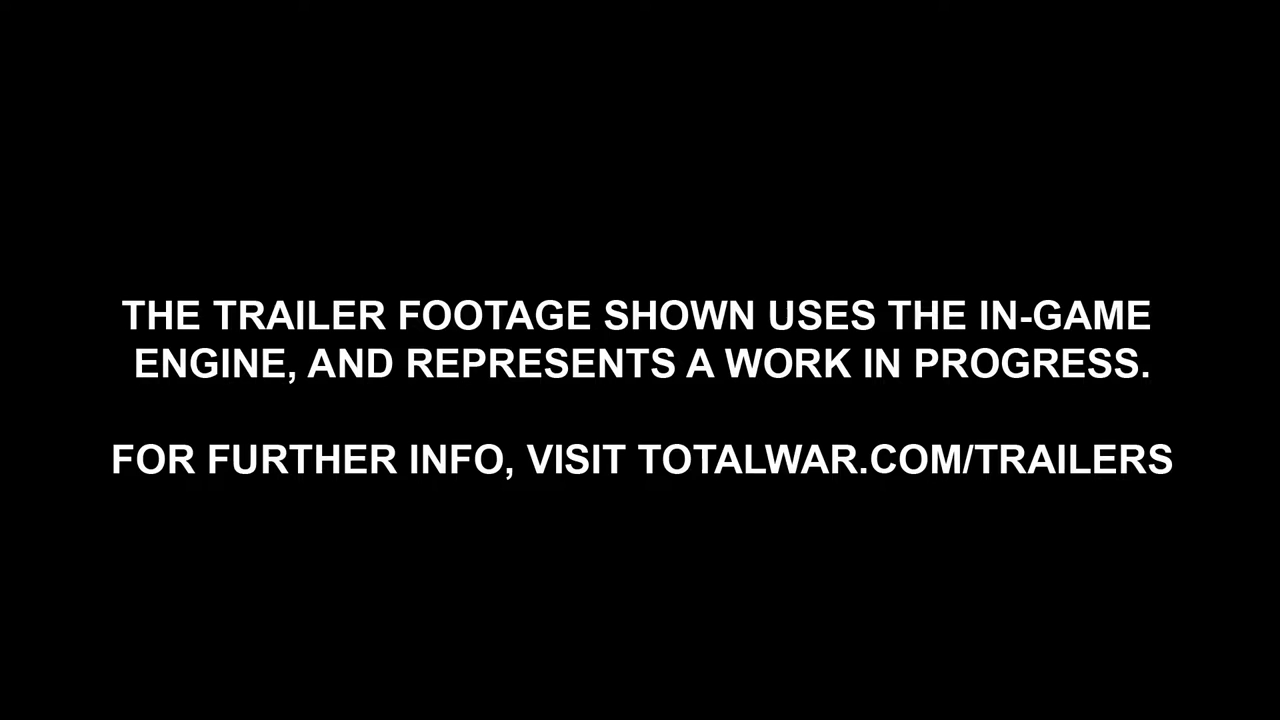 THE TRAILER FOOTAGE SHOWN USES THE IN-GAME
ENGINE, AND REPRESENTS A WORK IN PROGRESS.
FOR FURTHER INFO, VISIT TOTALWAR.COM/TRAILERS